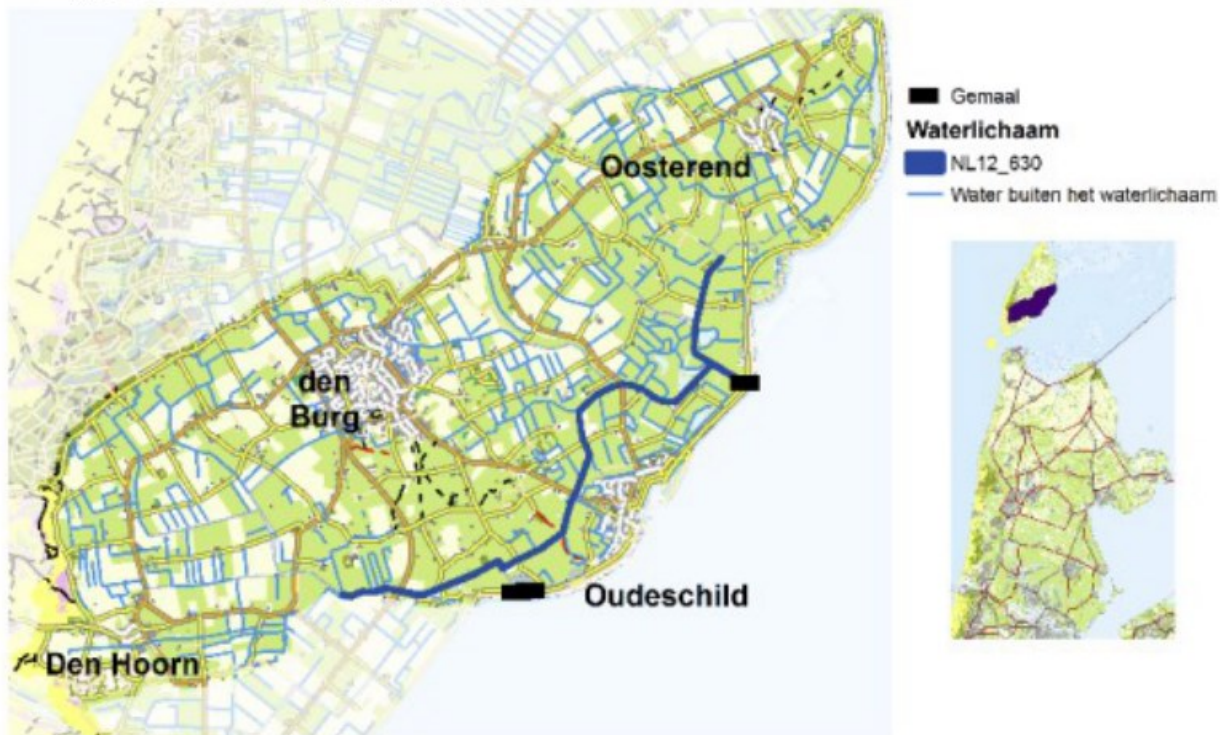 Oosterend
den
Burg
Oudeschild
Den Hoorn
Gemaal
Waterlichaam
NL12_630
Water buiten het waterlichaam